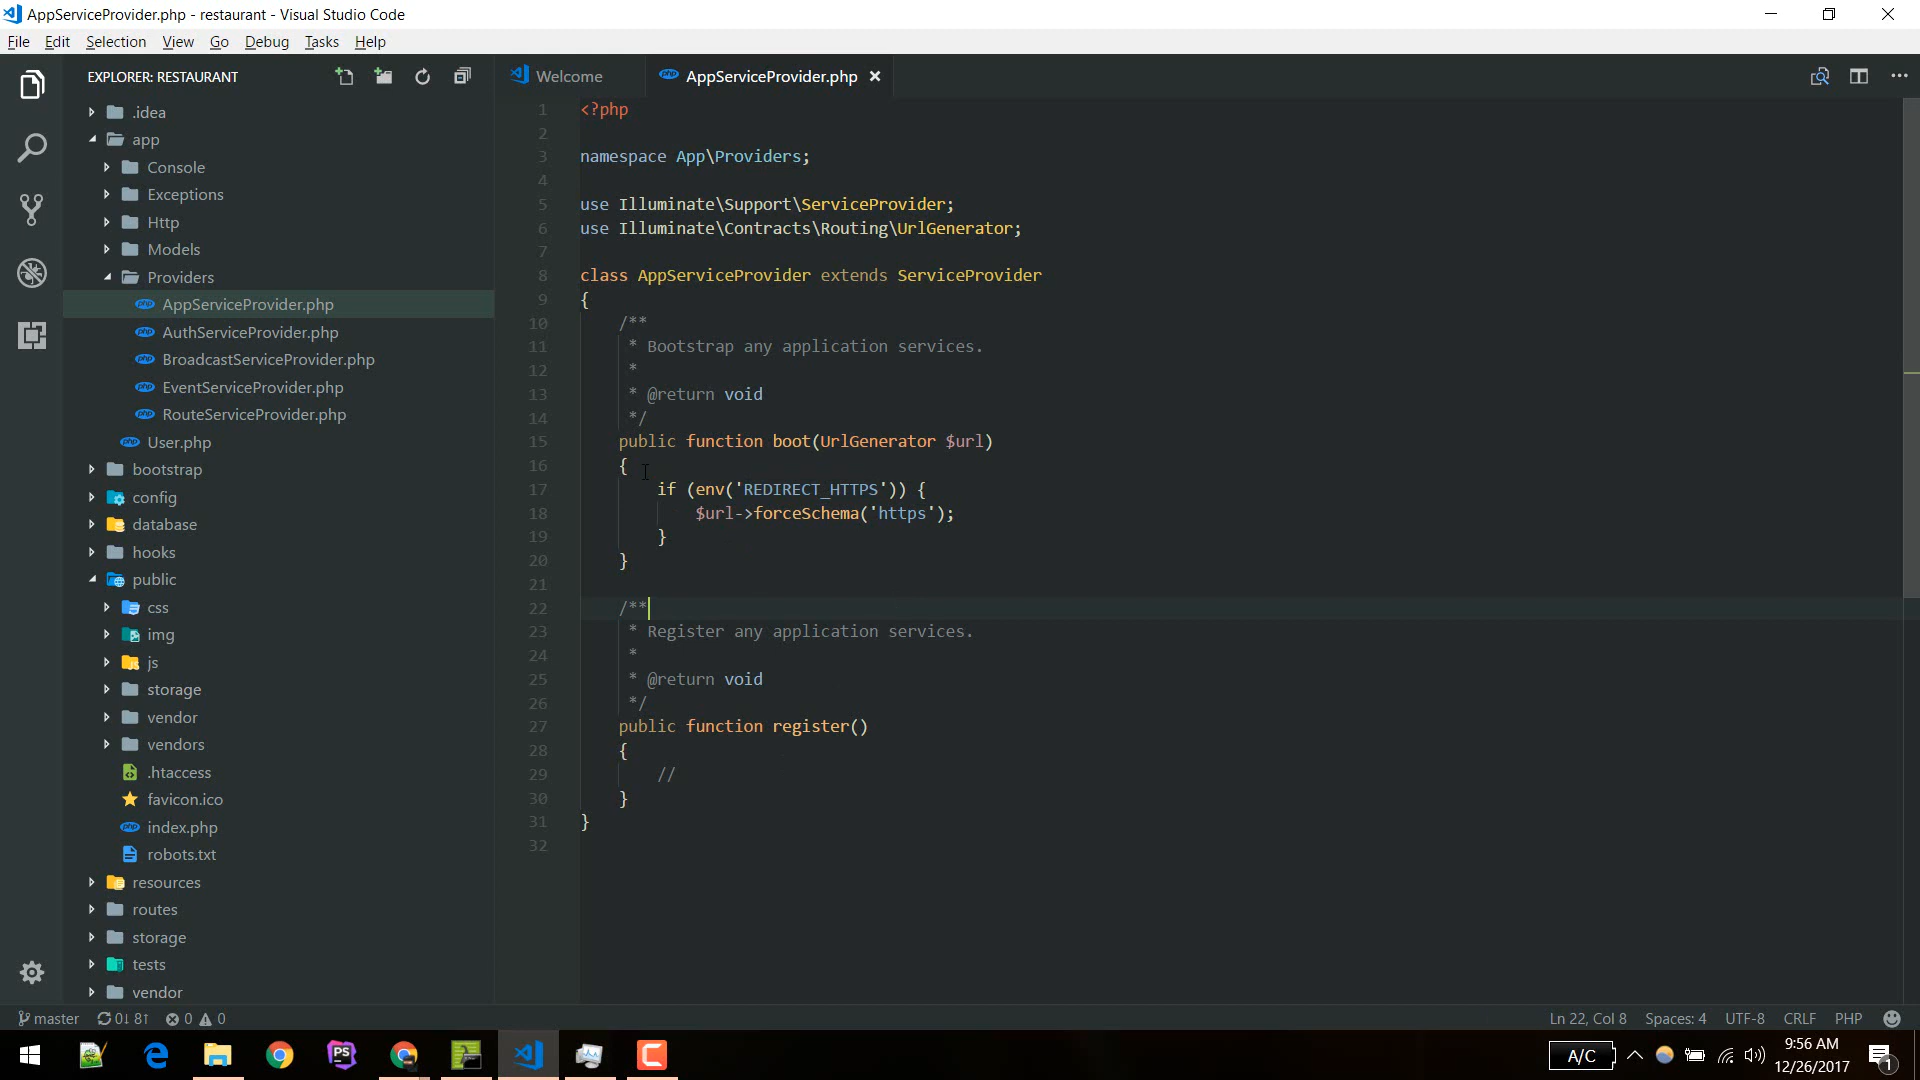 AppServiceProvider.php - restaurant - Visual Studio Code
File Edit Selection View Go Debug Tasks Help
EXPLORER: RESTAURANT
.idea
app
Console
Exceptions
Http
Models
Providers
AppServiceProvider.php
AuthServiceProvider.php
BroadcastServiceProvider.php
EventServiceProvider.php
RouteServiceProvider.php
User.php
bootstrap
config
database
hooks
public
css
img
js
storage
vendor
vendors
.htaccess
favicon.ico
index.php
robots.txt
resources
routes
storage
tests
vendor
Welcome
php AppServiceProvider.php
1 <?php
2
3 namespace App\Providers;
4
5 use Illuminate\Support\ServiceProvider;
6 use Illuminate\Contracts\Routing\UrlGenerator;
7
8 class AppServiceProvider extends ServiceProvider
9 {
10 /**
11 * Bootstrap any application services.
12 *
13 * @return void
14 */
15 public function boot(UrlGenerator $url)
16 {
17 if (env('REDIRECT_HTTPS')) {
18 $url->forceSchema('https');
19 }
20 }
21
22 /**
23 * Register any application services.
24 *
25 * @return void
26 */
27 public function register()
28 {
29 //
30 }
31 }
32
master 0↓ 8↑ 0 0
Ln 22, Col 8 Spaces: 4 UTF-8 CRLF PHP
PS
A/C
9:56 AM
12/26/2017
1